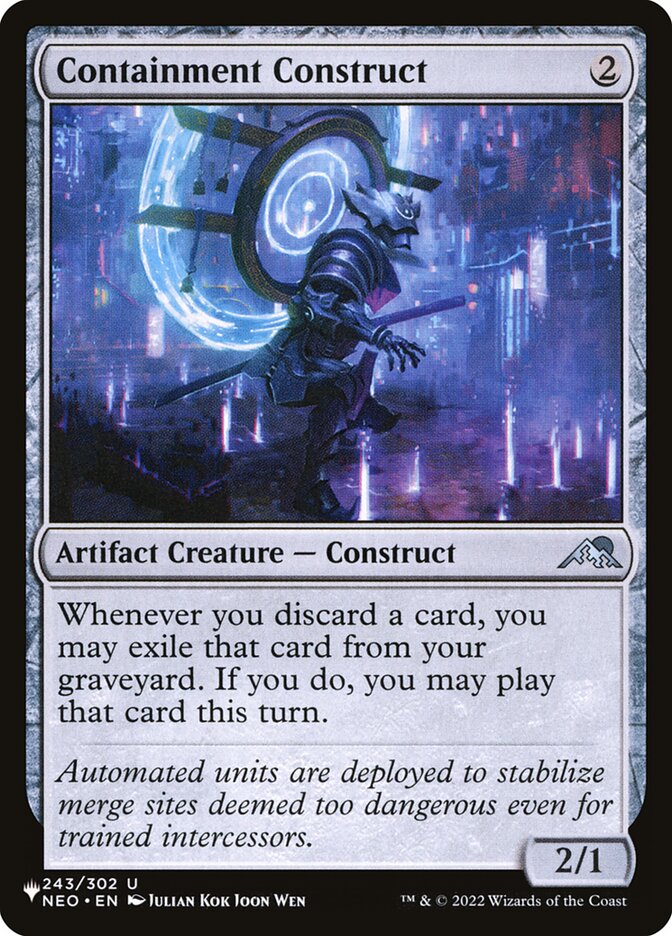 Containment Construct 2
Artifact Creature — Construct
Whenever you discard a card, you
may exile that card from your
graveyard. If you do, you may play
that card this turn.
Automated units are deployed to stabilize
merge sites deemed too dangerous even for
trained intercessors.
2/1
243/302 U
NEO • EN Julian Kok Joon Wen
™ & © 2022 Wizards of the Coast